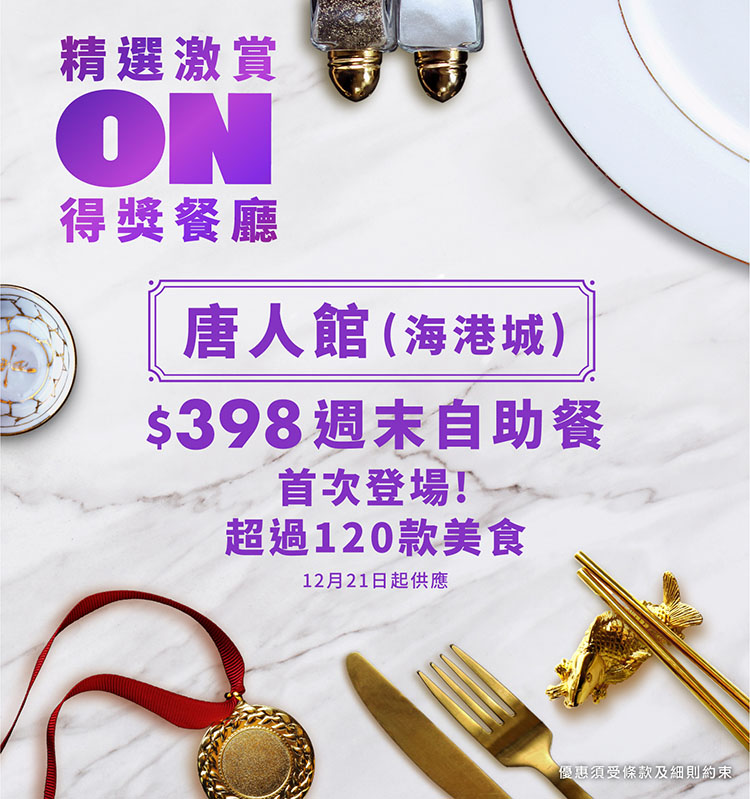 精選激賞
ON
得獎餐廳
唐人館(海港城)
$398週末自助餐
首次登場!
超過120款美食
12月21日起供應
優惠須受條款及細則約束